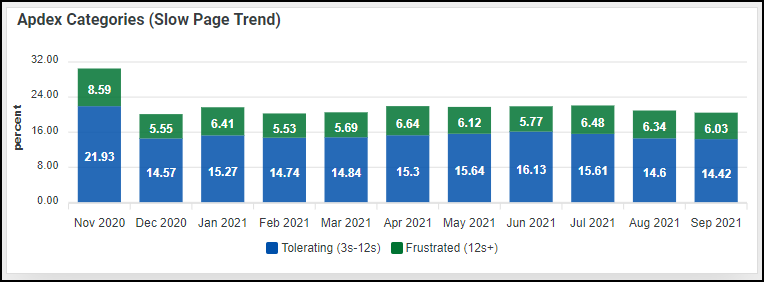 Apdex Categories (Slow Page Trend)
percent
32.00
24.00
16.00
8.00
0.00
8.59 5.55 6.41 5.53 5.69 6.64 6.12 5.77 6.48 6.34 6.03
21.93 14.57 15.27 14.74 14.84 15.3 15.64 16.13 15.61 14.6 14.42
Nov 2020 Dec 2020 Jan 2021 Feb 2021 Mar 2021 Apr 2021 May 2021 Jun 2021 Jul 2021 Aug 2021 Sep 2021
Tolerating (3s-12s) Frustrated (12s+)